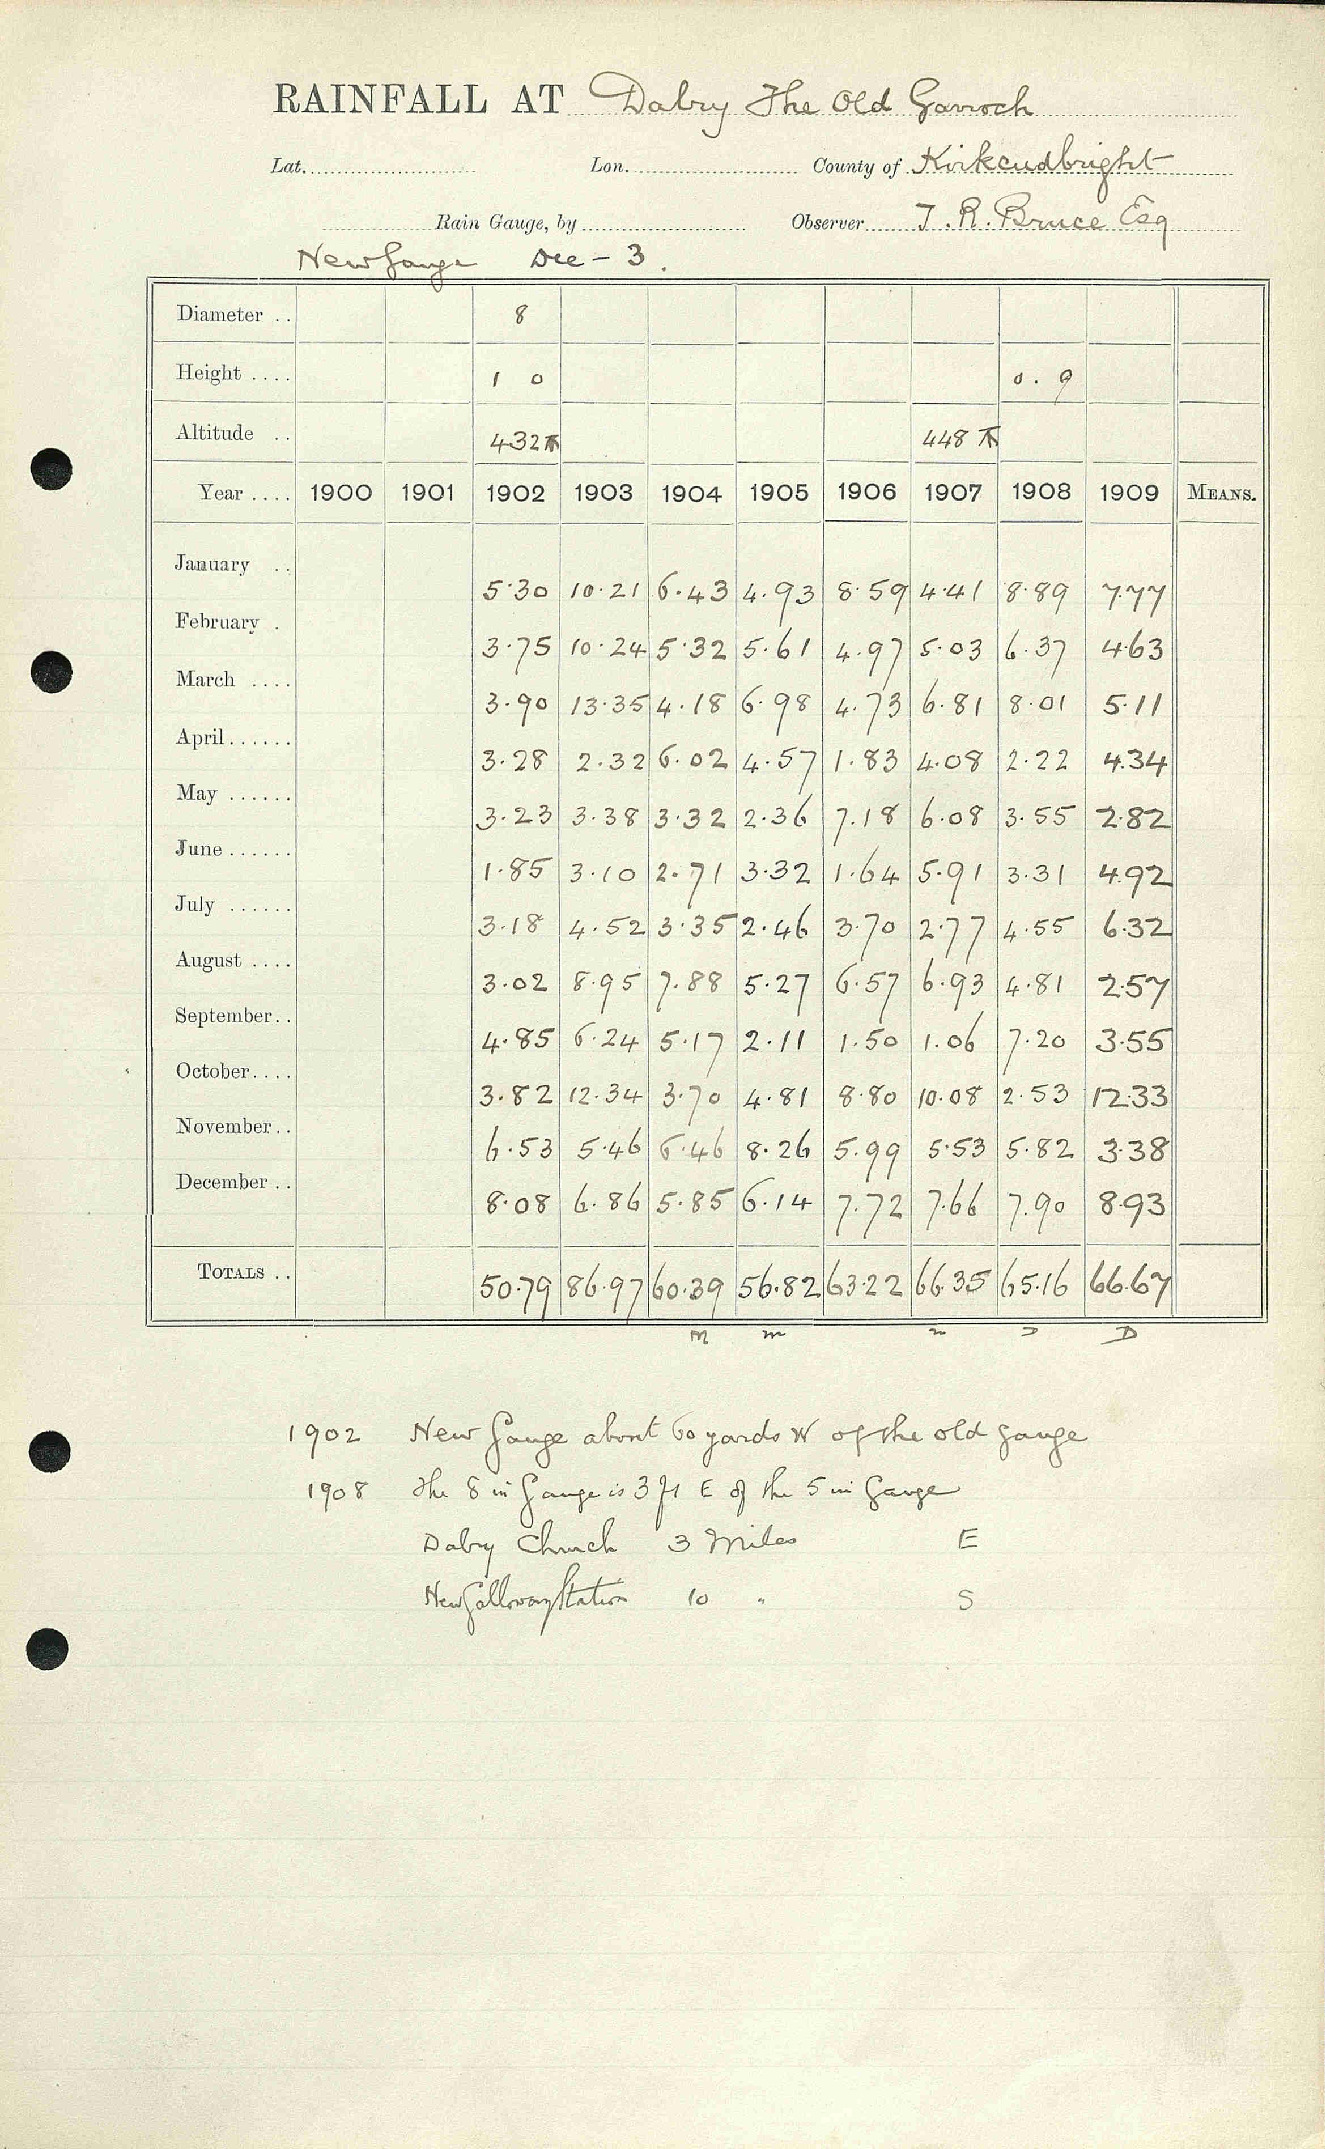 RAINFALL AT Dalry The Old Garroch
Lat. Lon. County of Kirkcudbright
Rain Gauge, by Observer T. R. Bruce Esq
New Gauge Dec - 3.
Diameter .. 8
Height .... 1 0 0. 9
Altitude .. 432 448
Year .... 1900 1901 1902 1903 1904 1905 1906 1907 1908 1909 MEANS.
January .. 5.30 10.21 6.43 4.93 8.59 4.41 8.89 7.77
February . 3.75 10.24 5.32 5.61 4.97 5.03 6.37 4.63
March .... 3.90 13.35 4.18 6.98 4.73 6.81 8.01 5.11
April...... 3.28 2.32 6.02 4.57 1.83 4.08 2.22 4.34
May ...... 3.23 3.38 3.32 2.36 7.18 6.08 3.55 2.82
June...... 1.85 3.10 2.71 3.32 1.64 5.91 3.31 4.92
July ...... 3.18 4.52 3.35 2.46 3.70 2.77 4.55 6.32
August .... 3.02 8.95 7.88 5.27 6.57 6.93 4.81 2.57
September.. 4.85 6.24 5.17 2.11 1.50 1.06 7.20 3.55
October.... 3.82 12.34 3.70 4.81 8.80 10.08 2.53 12.33
November.. 6.53 5.46 6.46 8.26 5.99 5.53 5.82 3.38
December .. 8.08 6.86 5.85 6.14 7.72 7.66 7.90 8.93
TOTALS .. 50.79 86.97 60.39 56.82 63.22 66.35 65.16 66.67
M m D
1902 New Gauge about 60 yards W of the old gauge
1908 The 8 in Gauge is 3 ft E of the 5 in Gauge
Dalry Church 3 Miles E
New Galloway Station 10 " S